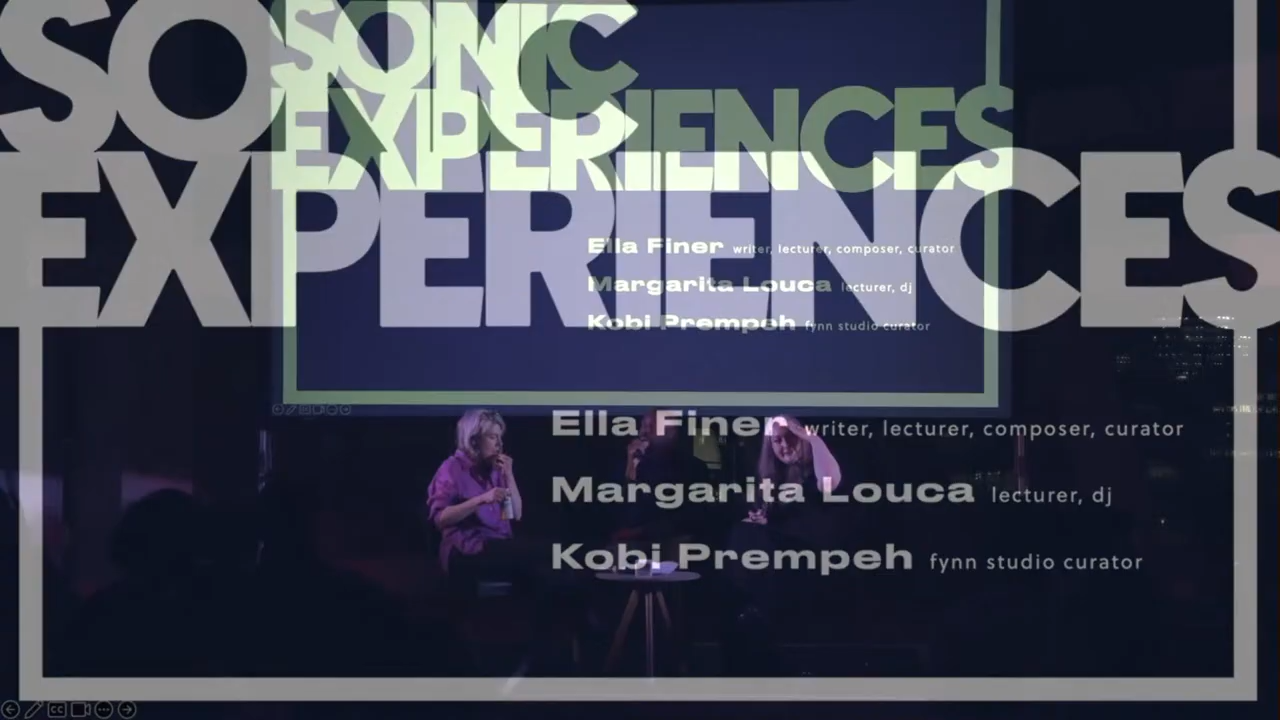 SONIC
EXPERIENCES
Ella Finer writer, lecturer, composer, curator
Margarita Louca lecturer, dj
Kobi Prempeh fynn studio curator
SONIC
EXPERIENCES
Ella Finer writer, lecturer, composer, curator
Margarita Louca lecturer, dj
Kobi Prempeh fynn studio curator
CC